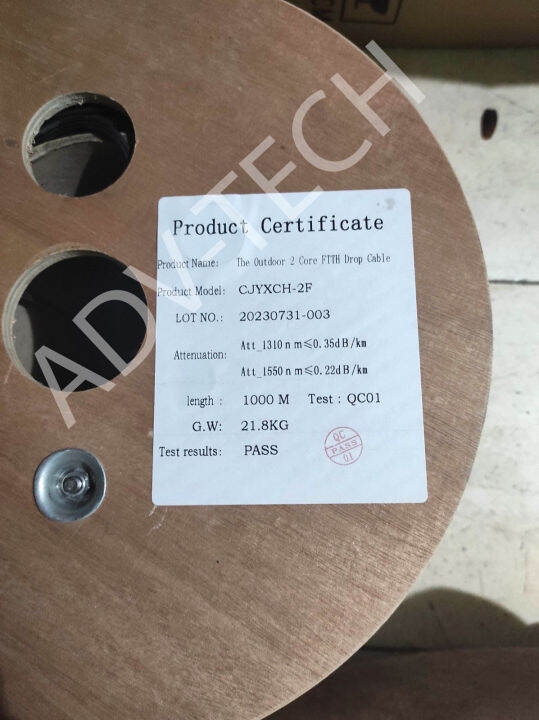 Product Certificate
Product Name: The Outdoor 2 Core FTTH Drop Cable
Product Model: CJYXCH-2F
LOT NO.: 20230731-003
Attenuation: Att_1310nm≤0.35dB/km
Att_1550nm≤0.22dB/km
length : 1000 M Test : QC01
G.W: 21.8KG
Test results: PASS
QC
PASS
01
ADV-TECH